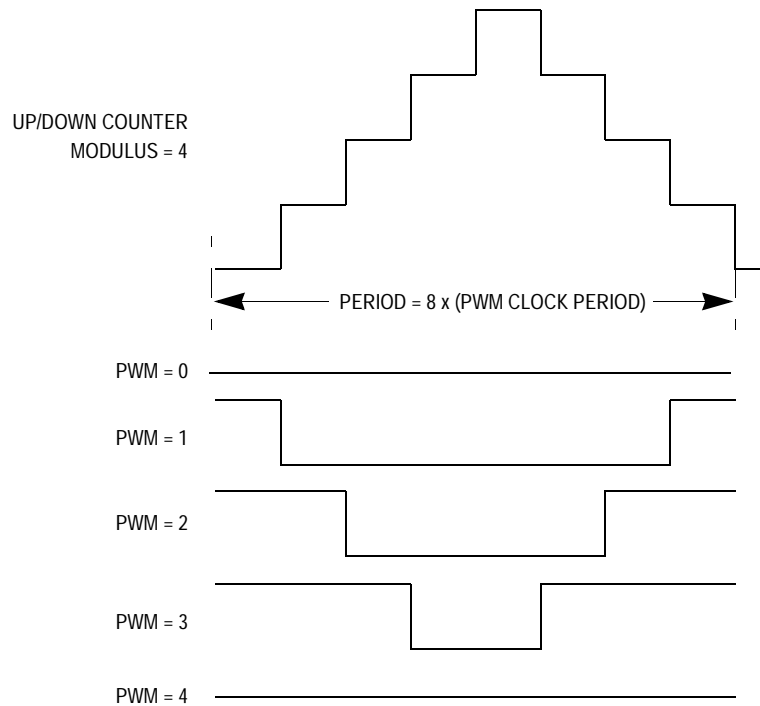 UP/DOWN COUNTER
MODULUS = 4
PERIOD = 8 x (PWM CLOCK PERIOD)
PWM = 0
PWM = 1
PWM = 2
PWM = 3
PWM = 4